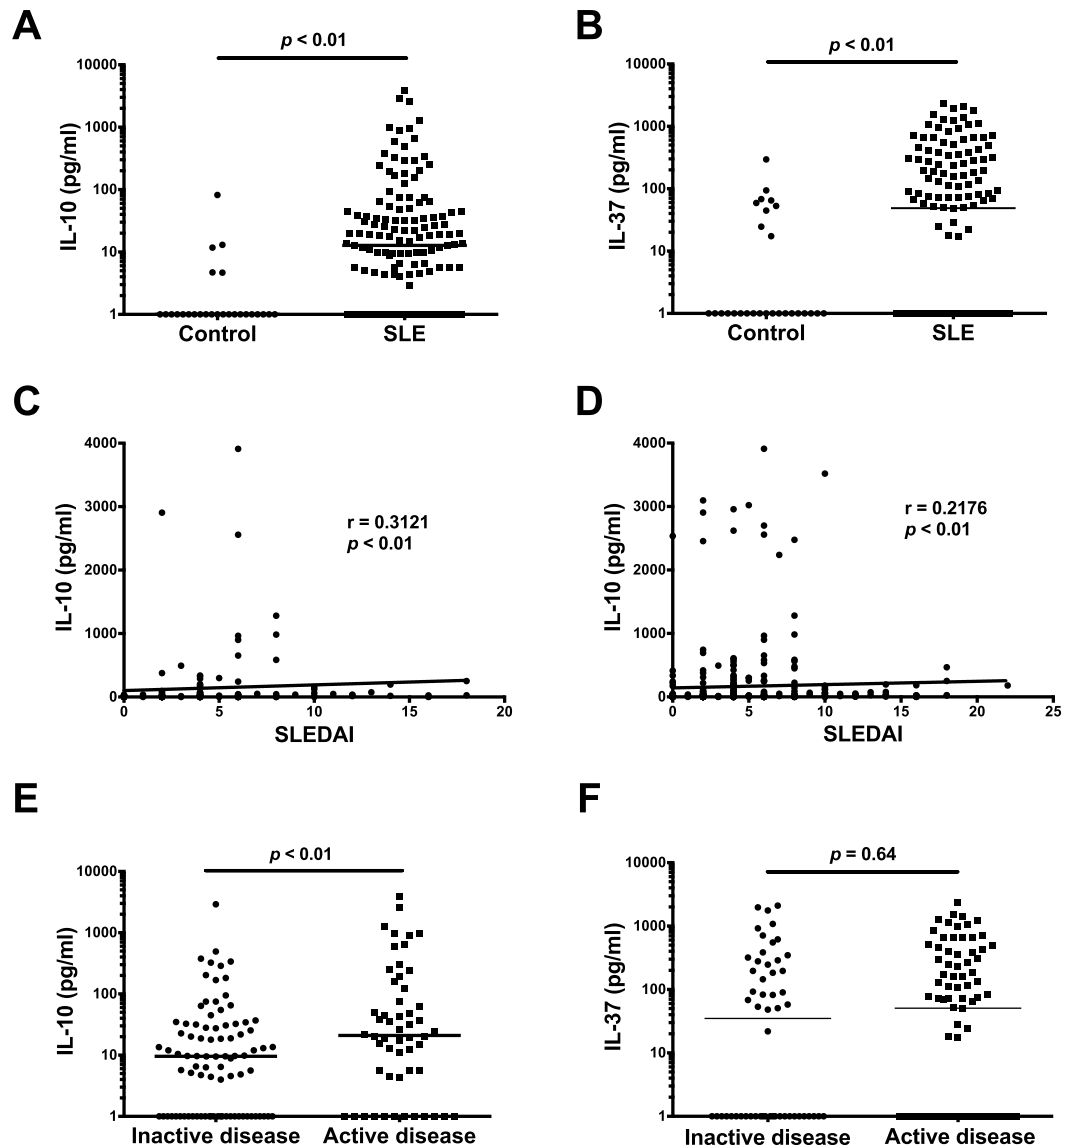 A
p < 0.01
IL-10 (pg/ml)
10000
1000
100
10
1
Control
SLE
B
p < 0.01
IL-37 (pg/ml)
10000
1000
100
10
1
Control
SLE
C
IL-10 (pg/ml)
4000
3000
2000
1000
0
r = 0.3121
p < 0.01
0
5
10
15
20
SLEDAI
D
IL-10 (pg/ml)
4000
3000
2000
1000
0
r = 0.2176
p < 0.01
0
5
10
15
20
25
SLEDAI
E
p < 0.01
IL-10 (pg/ml)
10000
1000
100
10
1
Inactive disease
Active disease
F
p = 0.64
IL-37 (pg/ml)
10000
1000
100
10
1
Inactive disease
Active disease